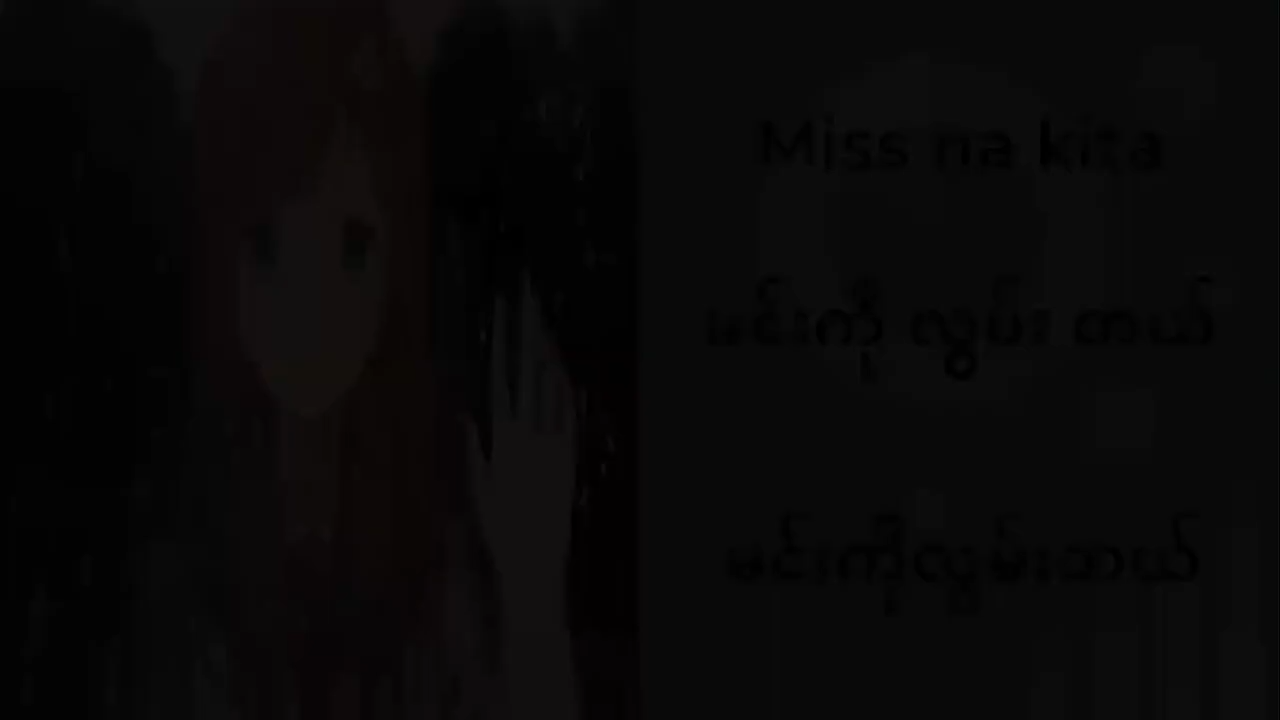 Miss na kita
မင်းကို လွမ်း တယ်
မင်းကိုလွမ်းတယ်